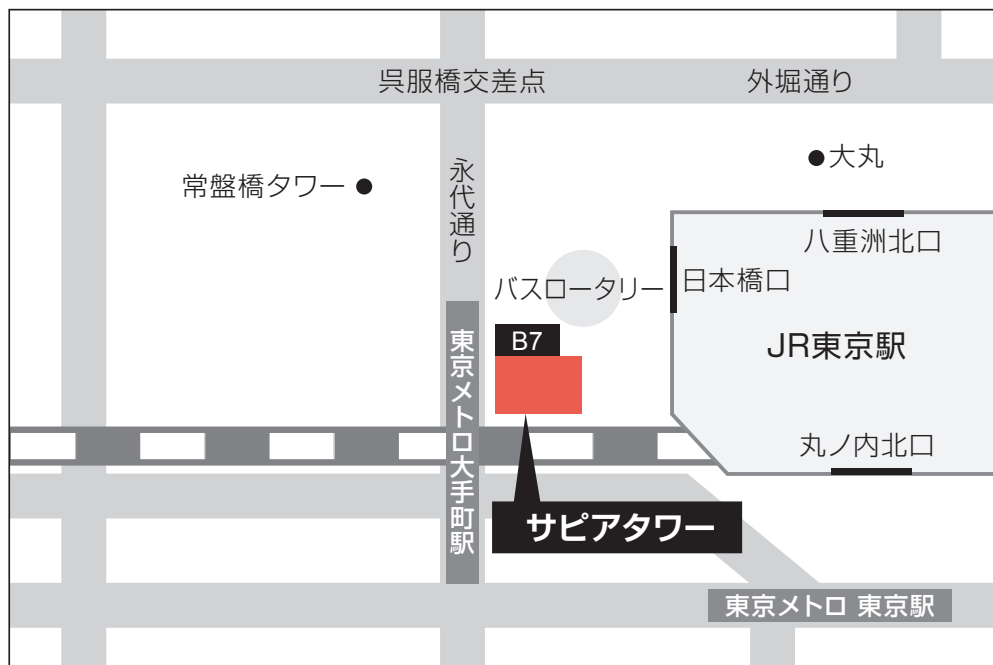 呉服橋交差点
外堀通り
大丸
常盤橋タワー
永代通り
八重洲北口
バスロータリー
日本橋口
B7
JR東京駅
東京メトロ大手町駅
丸ノ内北口
サピアタワー
東京メトロ 東京駅